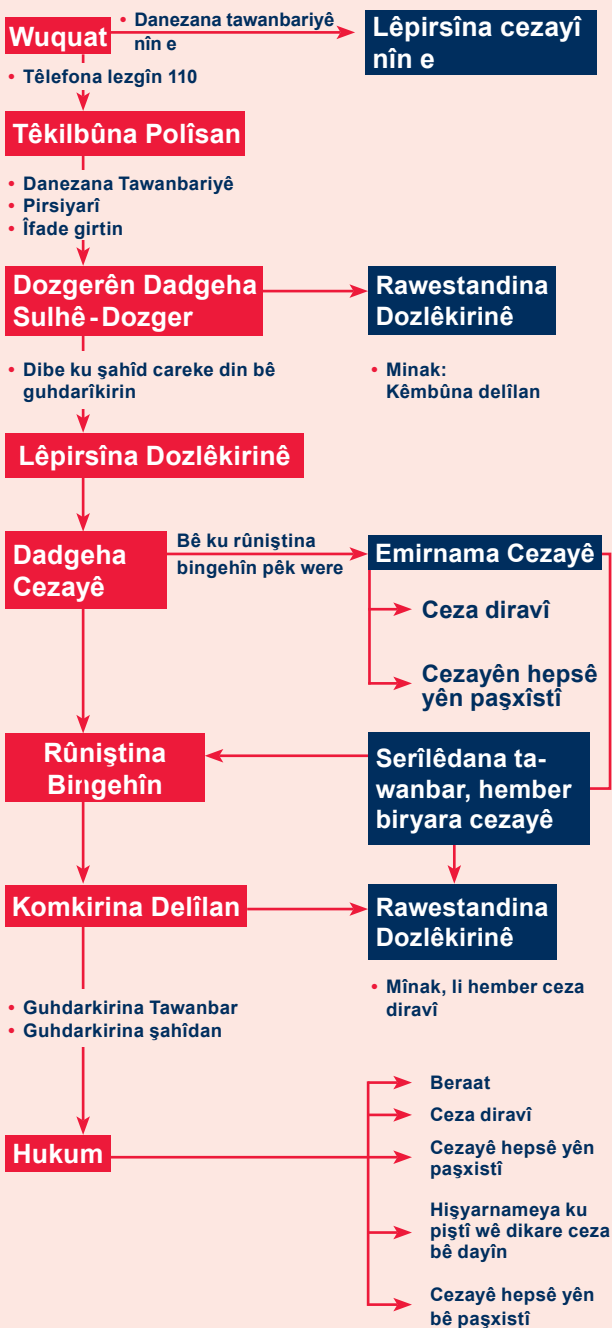 Wuquat
• Danezana tawanbariyê
nîn e
Lêpirsîna cezayî
nîn e
• Têlefona lezgîn 110
Têkilbûna Polîsan
• Danezana Tawanbariyê
• Pirsiyarî
• Îfade girtin
Dozgerên Dadgeha
Sulhê - Dozger
Rawestandina
Dozlêkirinê
• Dibe ku şahîd careke din bê
guhdarîkirin
• Minak:
Kêmbûna delîlan
Lêpirsîna Dozlêkirinê
Dadgeha
Cezayê
Bê ku rûniştina
bingehîn pêk were
Emirnama Cezayê
Ceza diravî
Cezayên hepsê
yên paşxîstî
Rûniştina
Bingehîn
Serîlêdana ta-
wanbar, hember
biryara cezayê
Komkirina Delîlan
Rawestandina
Dozlêkirinê
• Mînak, li hember ceza
diravî
• Guhdarkirina Tawanbar
• Guhdarkirina şahîdan
Hukum
Beraat
Ceza diravî
Cezayê hepsê yên
paşxistî
Hişyarnameya ku
piştî wê dikare ceza
bê dayîn
Cezayê hepsê yên
bê paşxistî